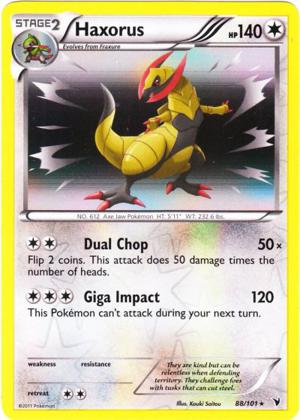 STAGE2 Haxorus HP140
Evolves from Fraxure
NO. 612 Axe Jaw Pokémon HT: 5'11" WT: 232.6 lbs.
Dual Chop 50×
Flip 2 coins. This attack does 50 damage times
the number of heads.
Giga Impact 120
This Pokémon can't attack during your next turn.
weakness resistance
They are kind but can be
relentless when defending
territory. They challenge foes
with tusks that can cut steel.
retreat
©2011 Pokémon Illus. Kouki Saitou 88/101 ★